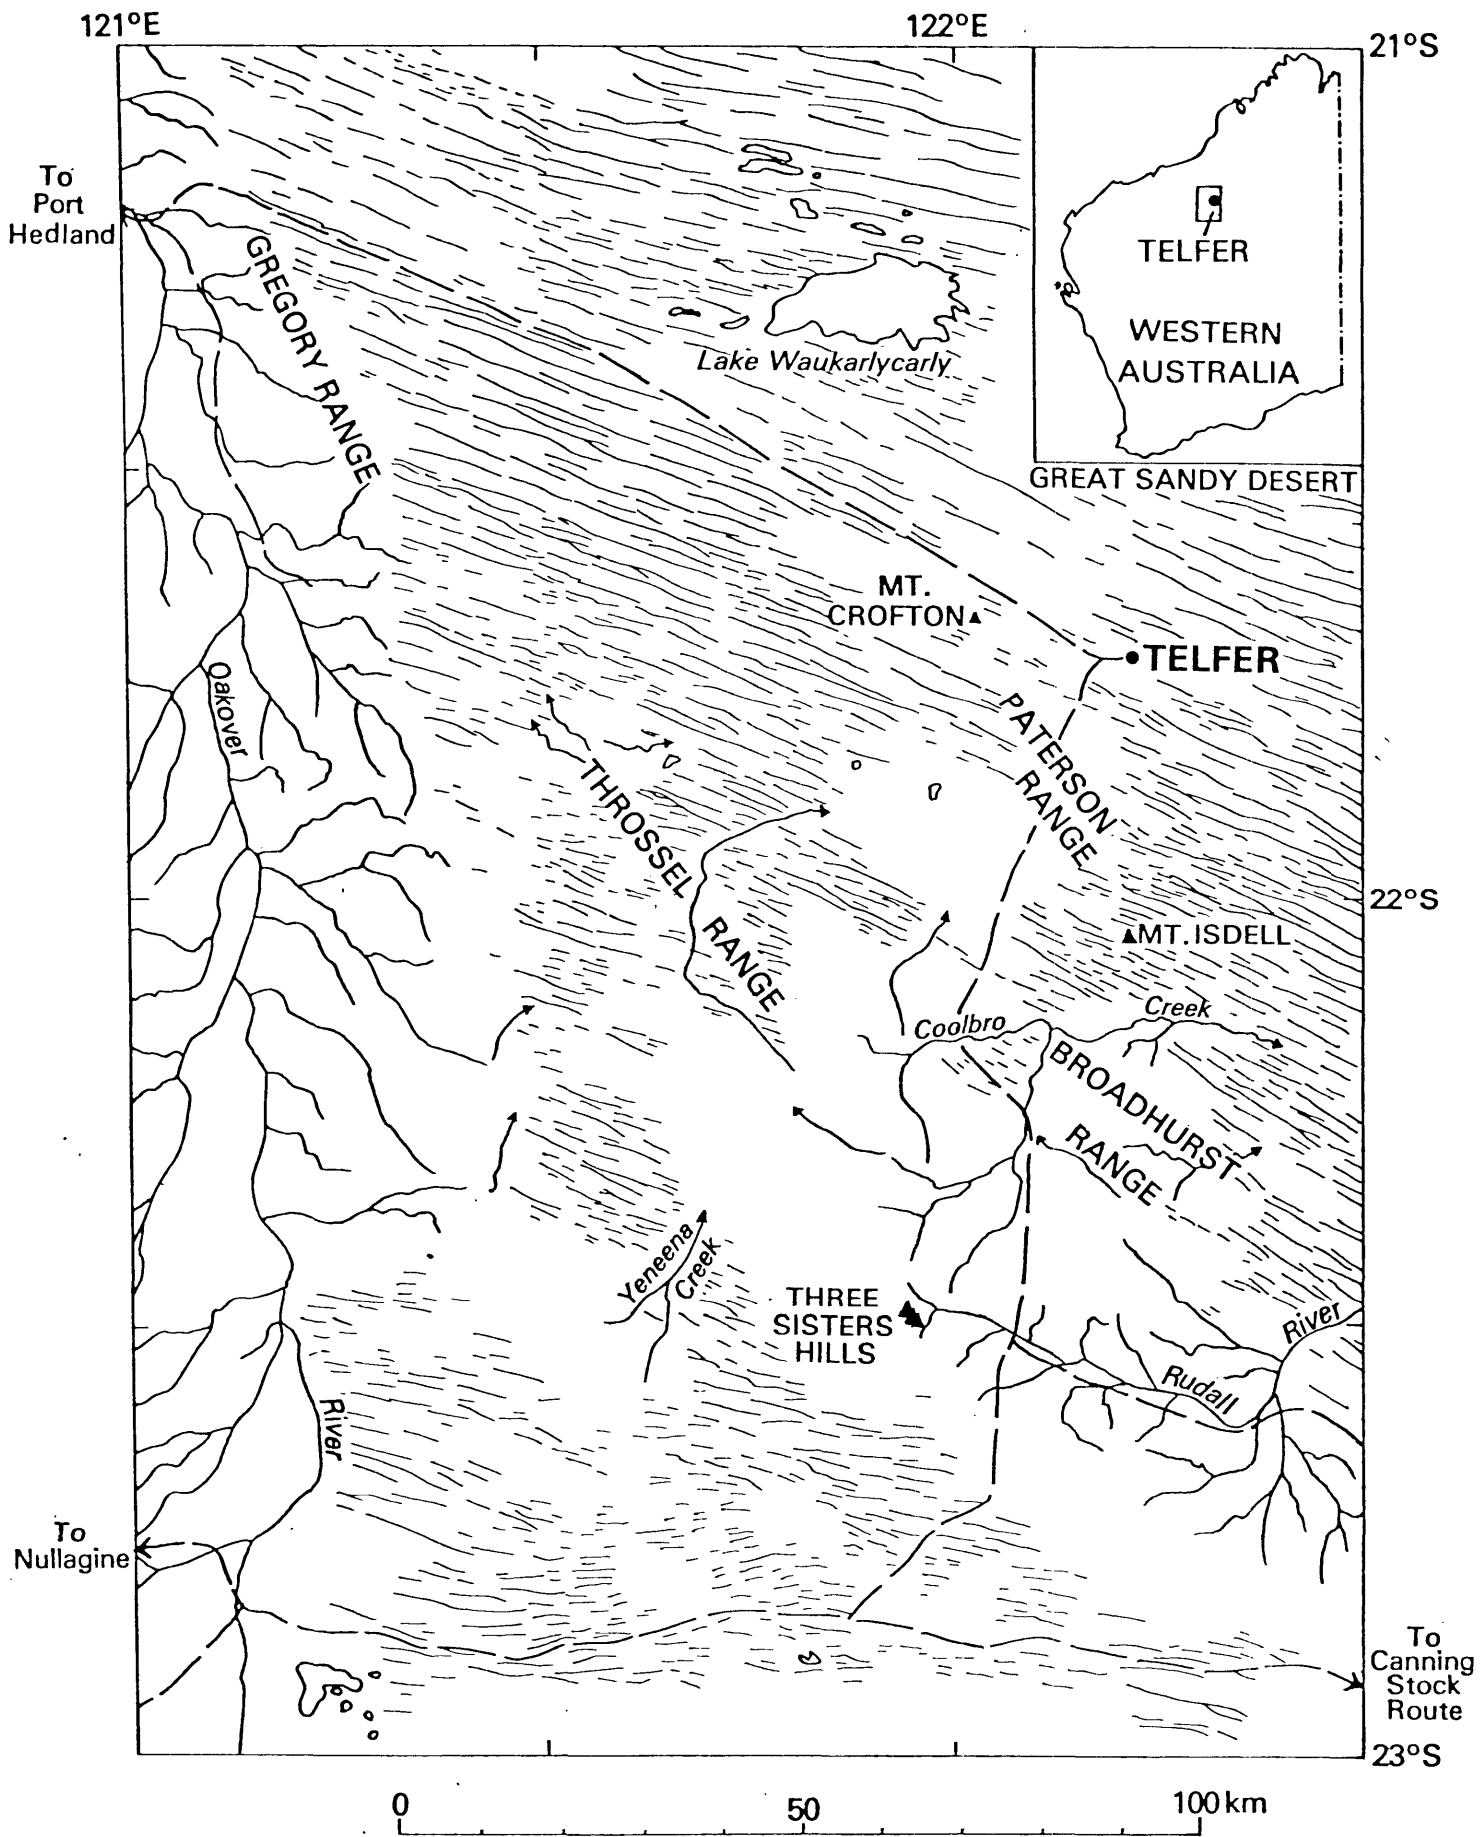 121°E
122°E
21°S
To
Port
Hedland
GREGORY RANGE
TELFER
WESTERN
AUSTRALIA
Lake Waukarlycarly
GREAT SANDY DESERT
MT.
CROFTON
TELFER
Oakover
PATERSON
RANGE
THROSSEL
RANGE
22°S
MT. ISDELL
Coolbro
Creek
BROADHURST
RANGE
Yeneena
Creek
THREE
SISTERS
HILLS
River
Rudall
River
To
Nullagine
To
Canning
Stock
Route
23°S
0
50
100 km